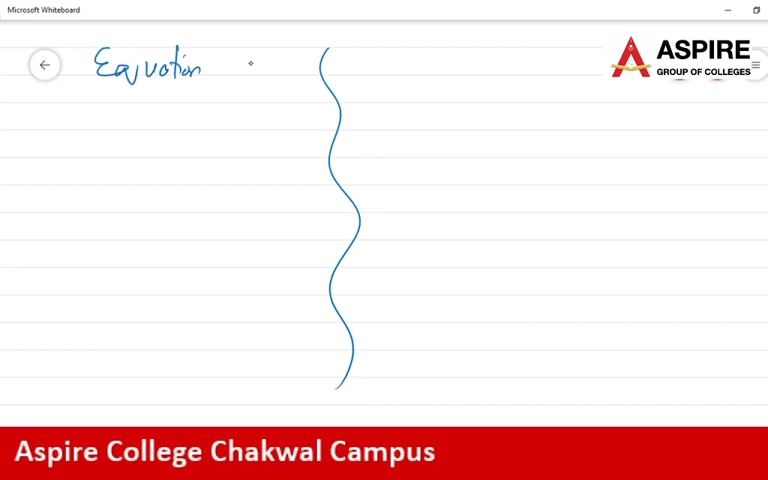 Microsoft Whiteboard
Equation
ASPIRE
GROUP OF COLLEGES
Aspire College Chakwal Campus